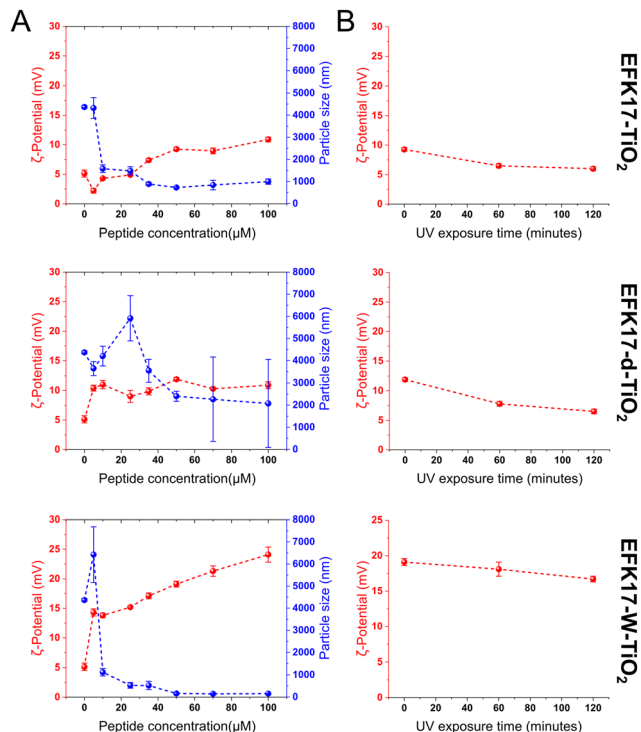 A
B
30
25
20
15
10
5
0
ζ-Potential (mV)
8000
7000
6000
5000
4000
3000
2000
1000
0
Particle size (nm)
0 20 40 60 80 100
Peptide concentration(µM)
30
25
20
15
10
5
0
ζ-Potential (mV)
0 20 40 60 80 100 120
UV exposure time (minutes)
EFK17-TiO2
30
25
20
15
10
5
0
ζ-Potential (mV)
8000
7000
6000
5000
4000
3000
2000
1000
0
Particle size (nm)
0 20 40 60 80 100
Peptide concentration(µM)
30
25
20
15
10
5
0
ζ-Potential (mV)
0 20 40 60 80 100 120
UV exposure time (minutes)
EFK17-d-TiO2
30
25
20
15
10
5
0
ζ-Potential (mV)
8000
7000
6000
5000
4000
3000
2000
1000
0
Particle size (nm)
0 20 40 60 80 100
Peptide concentration(µM)
25
20
15
10
5
0
ζ-Potential (mV)
0 20 40 60 80 100 120
UV exposure time (minutes)
EFK17-W-TiO2